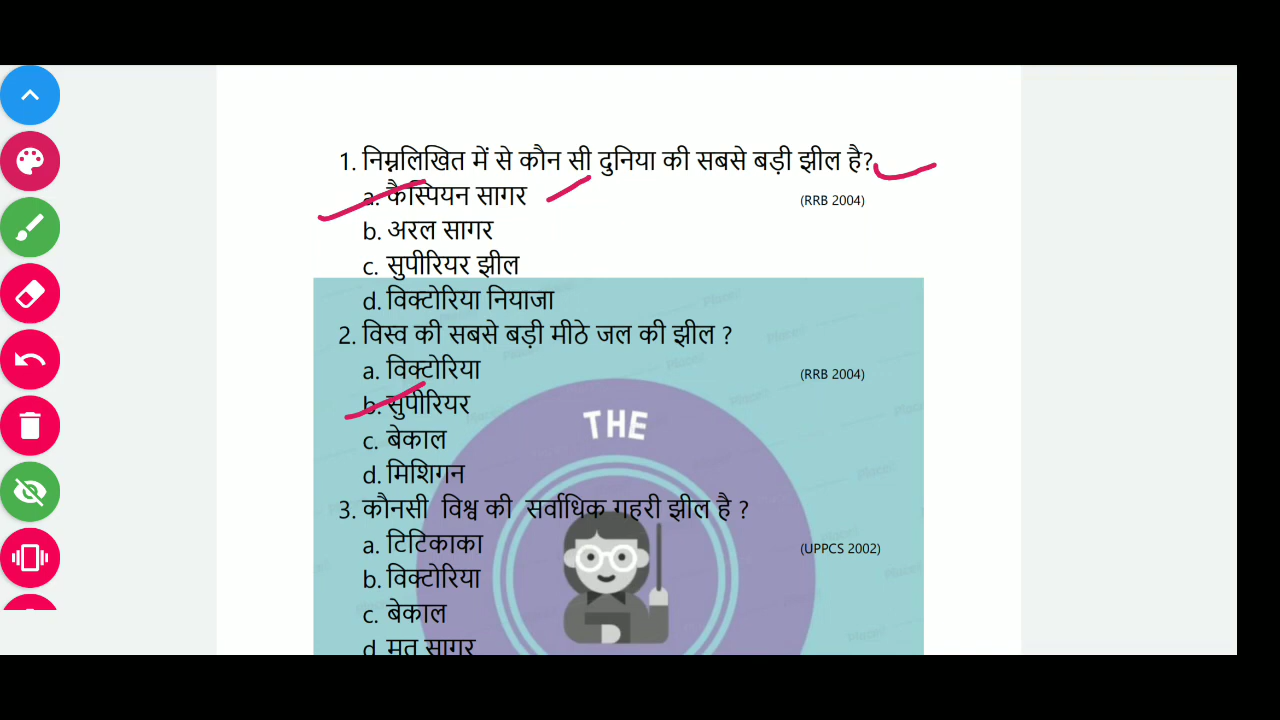 1. निम्नलिखित में से कौन सी दुनिया की सबसे बड़ी झील है?
a. कैस्पियन सागर (RRB 2004)
b. अरल सागर
c. सुपीरियर झील
d. विक्टोरिया नियाजा
2. विस्व की सबसे बड़ी मीठे जल की झील ?
a. विक्टोरिया (RRB 2004)
b. सुपीरियर
c. बेकाल
d. मिशिगन
THE
3. कौनसी विश्व की सर्वाधिक गहरी झील है ?
a. टिटिकाका (UPPCS 2002)
b. विक्टोरिया
c. बेकाल
d. मृत सागर